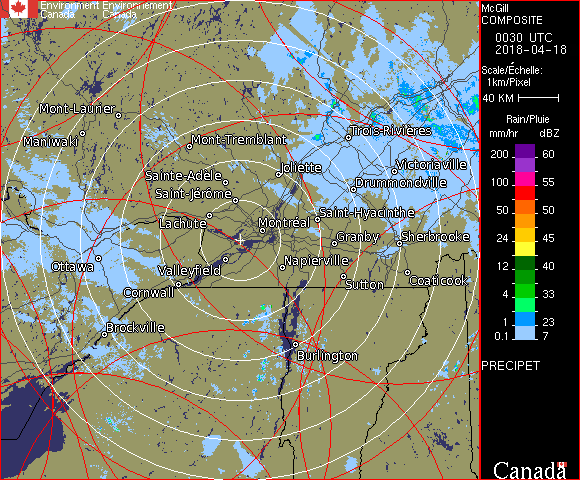 Environment Environnement
Canada Canada
McGill
COMPOSITE
0030 UTC
2018-04-18
Scale/Échelle:
1km/Pixel
40 KM
Rain/Pluie
mm/hr dBZ
200 60
100 55
50 50
24 45
12 40
4 33
1 23
0.1 7
PRECIPET
Canada
Mont-Laurier
Maniwaki
Mont-Tremblant
Trois-Rivières
Joliette
Victoriaville
Sainte-Adèle
Drummondville
Saint-Jérôme
Lachute
Saint-Hyacinthe
Montréal
Granby
Sherbrooke
Ottawa
Valleyfield
Napierville
Cornwall
Sutton
Coaticook
Brockville
Burlington